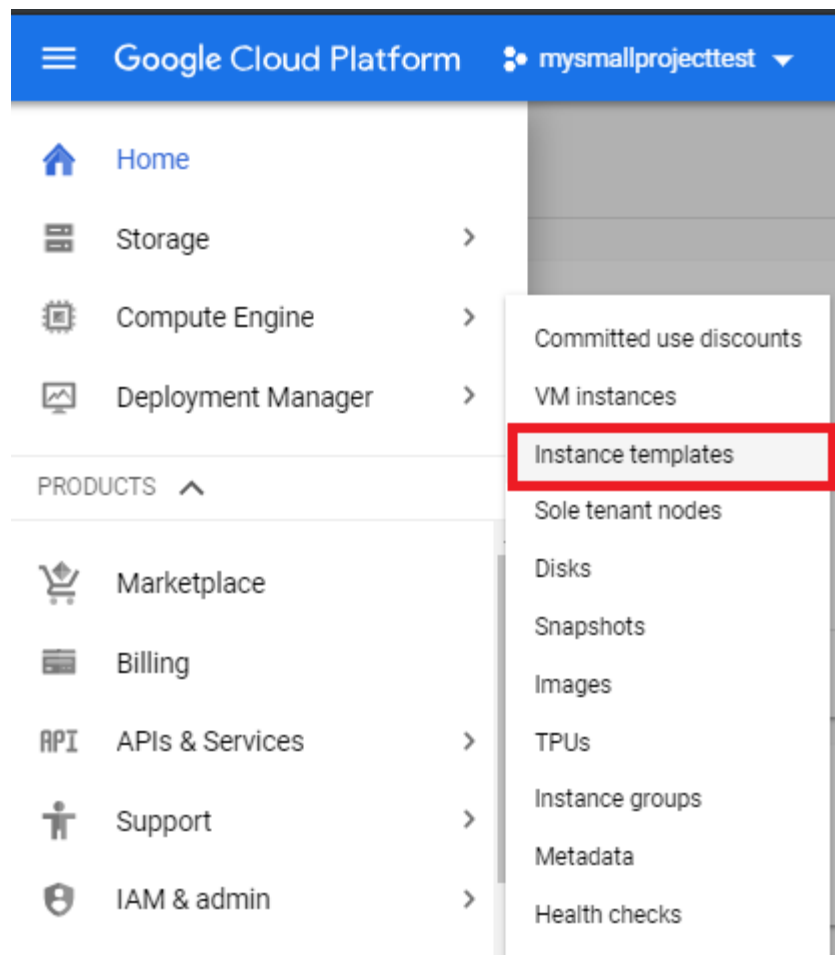 Google Cloud Platform mysmallprojecttest
Home
Storage
Compute Engine
Deployment Manager
PRODUCTS
Marketplace
Billing
API APIs & Services
Support
IAM & admin
Committed use discounts
VM instances
Instance templates
Sole tenant nodes
Disks
Snapshots
Images
TPUs
Instance groups
Metadata
Health checks